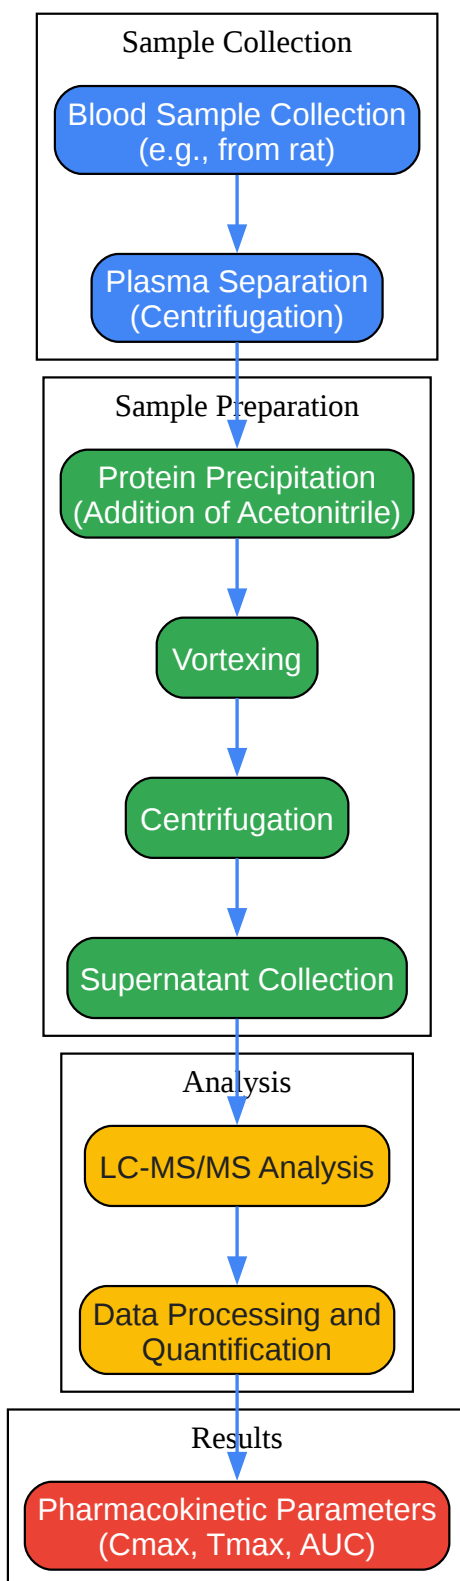 Sample Collection
Blood Sample Collection
(e.g., from rat)
Plasma Separation
(Centrifugation)
Sample Preparation
Protein Precipitation
(Addition of Acetonitrile)
Vortexing
Centrifugation
Supernatant Collection
Analysis
LC-MS/MS Analysis
Data Processing and
Quantification
Results
Pharmacokinetic Parameters
(Cmax, Tmax, AUC)